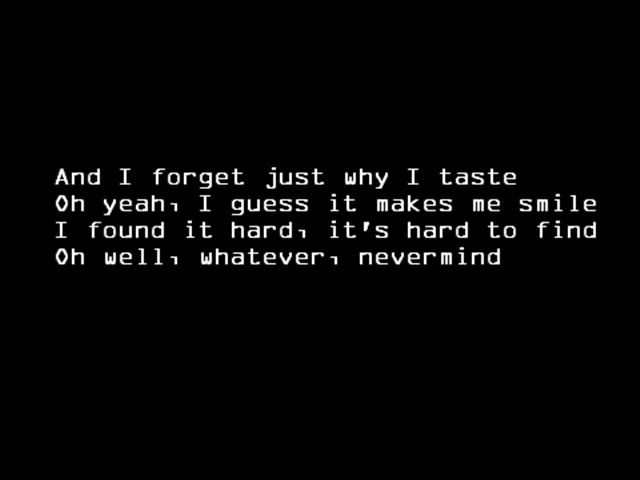 And I forget just why I taste
Oh yeah, I guess it makes me smile
I found it hard, it's hard to find
Oh well, whatever, nevermind